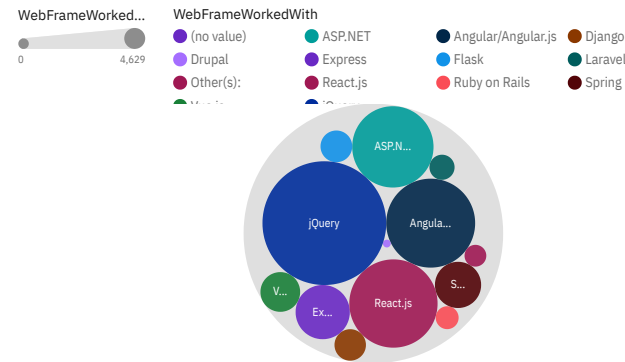 WebFrameWorked...
0 4,629
WebFrameWorkedWith
(no value) ASP.NET Angular/Angular.js Django
Drupal Express Flask Laravel
Other(s): React.js Ruby on Rails Spring
ASP.N...
jQuery
Angula...
S...
V...
React.js
Ex...